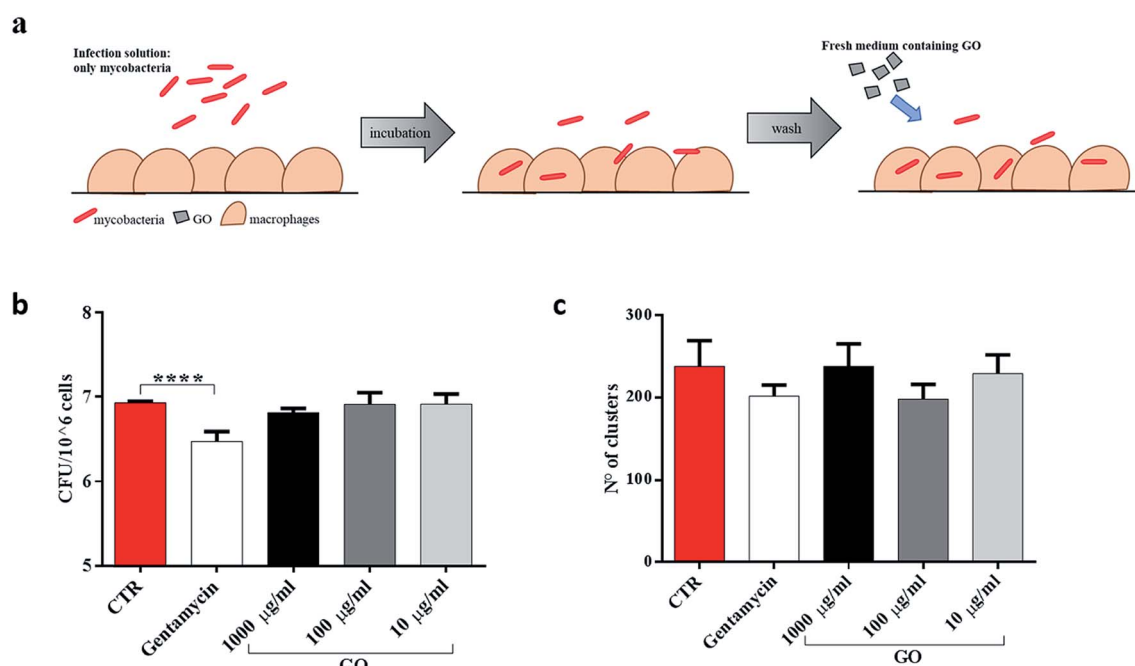 a
Infection solution:
only mycobacteria
Fresh medium containing GO
incubation
wash
mycobacteria GO macrophages
b
CFU/10^6 cells
8
7
6
5
****
CTR
Gentamycin
1000 µg/ml
100 µg/ml
10 µg/ml
GO
c
N° of clusters
300
200
100
0
CTR
Gentamycin
1000 µg/ml
100 µg/ml
10 µg/ml
GO